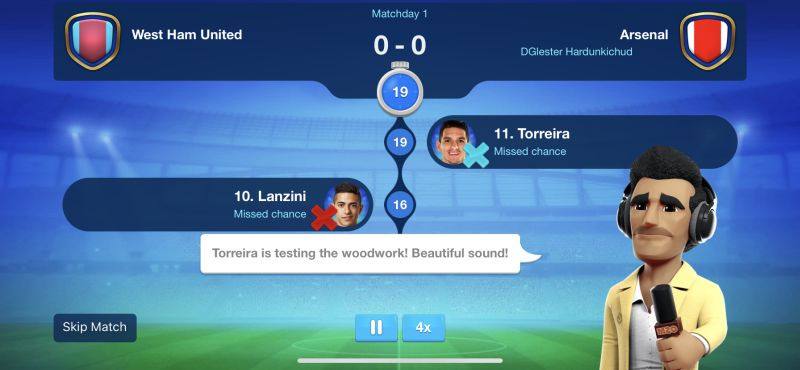 Matchday 1
West Ham United
0 - 0
Arsenal
DGlester Hardunkichud
19
19
11. Torreira
Missed chance
10. Lanzini
Missed chance
16
Torreira is testing the woodwork! Beautiful sound!
Skip Match
4x